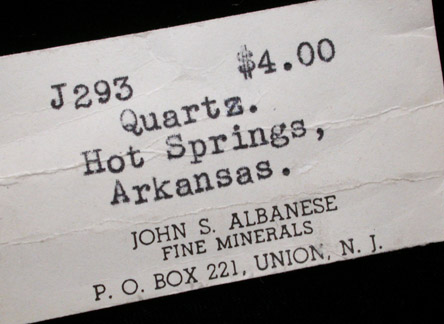 J293 $4.00
Quartz.
Hot Springs,
Arkansas.
JOHN S. ALBANESE
FINE MINERALS
P. O. BOX 221, UNION, N. J.